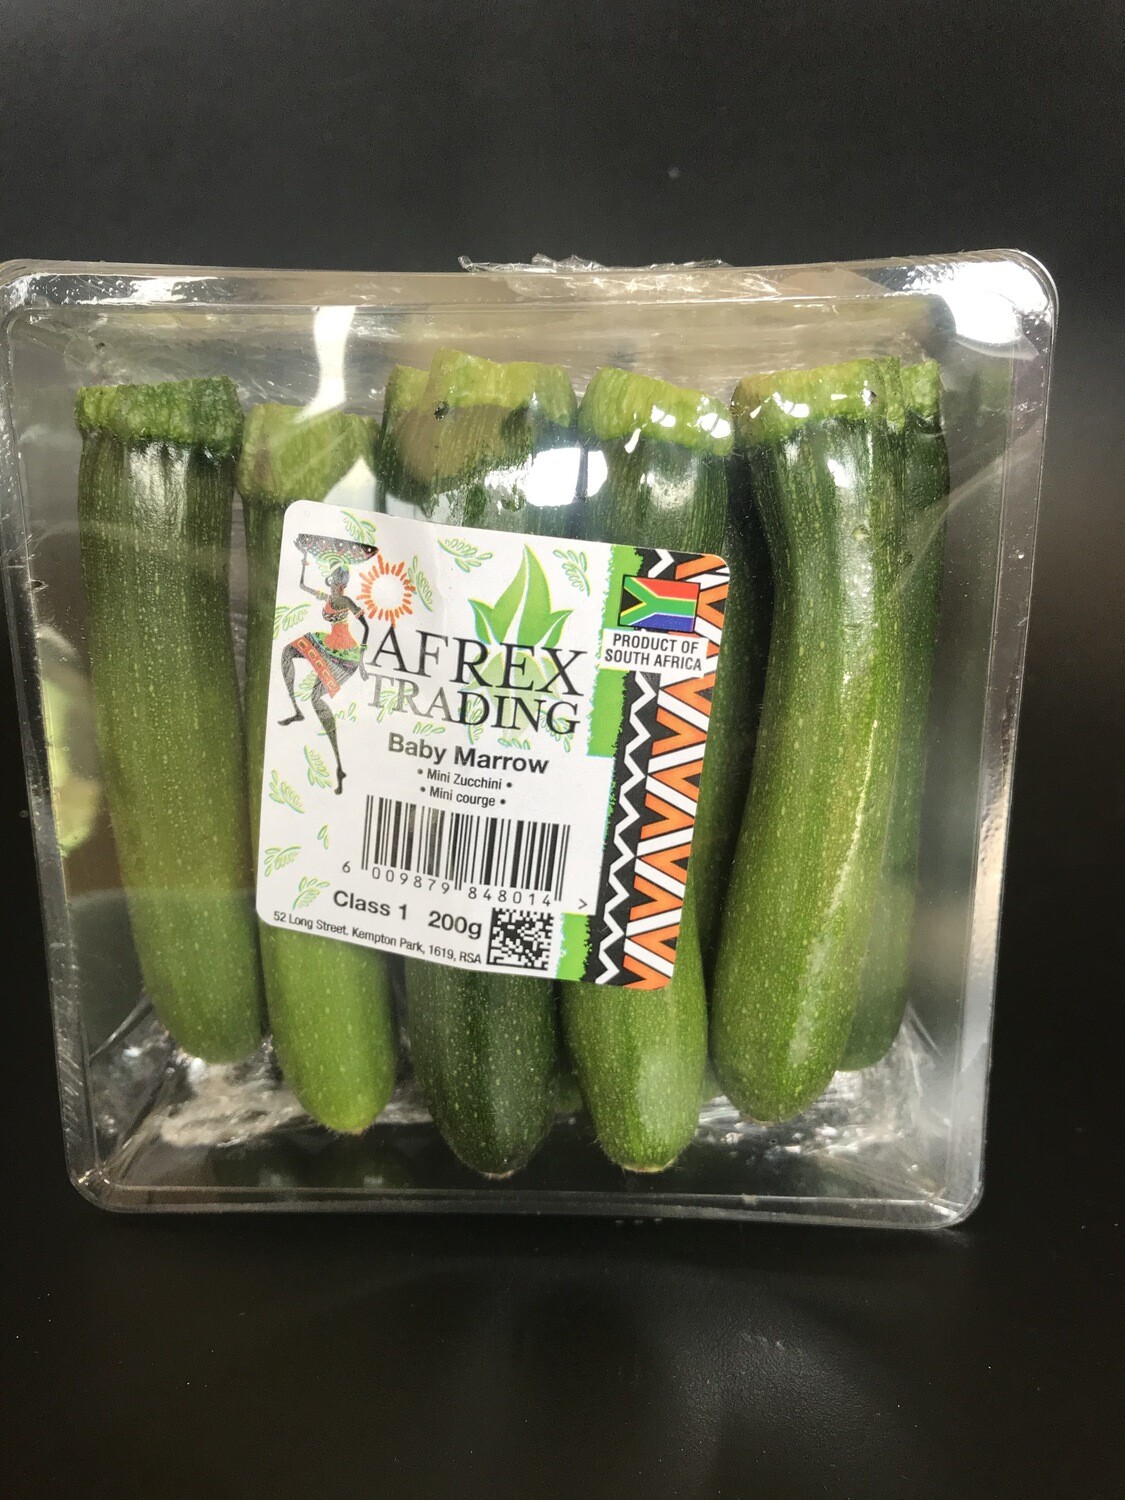 AFREX
TRADING
Baby Marrow
• Mini Zucchini •
• Mini courge •
6 009879 848014 >
Class 1 200g
52 Long Street. Kempton Park, 1619, RSA
PRODUCT OF
SOUTH AFRICA